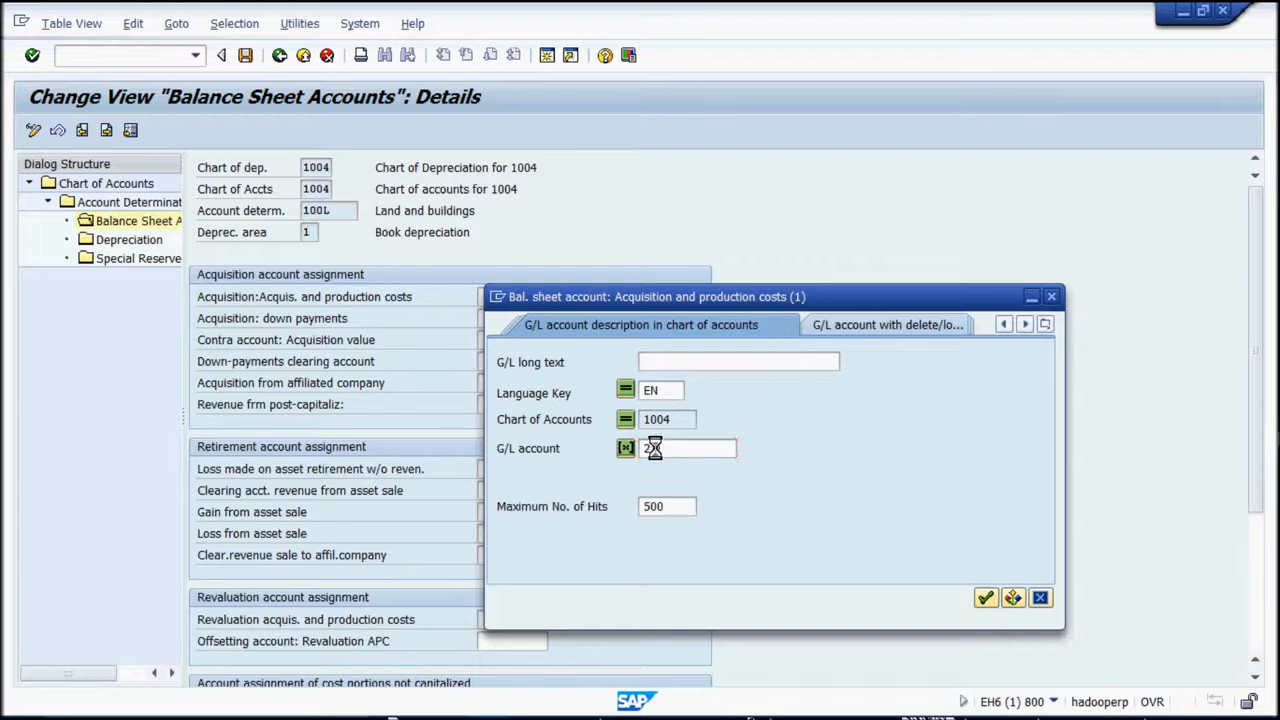 Table View Edit Goto Selection Utilities System Help
Change View "Balance Sheet Accounts": Details
Dialog Structure
Chart of Accounts
Account Determinat
Balance Sheet A
Depreciation
Special Reserve
Chart of dep. 1004 Chart of Depreciation for 1004
Chart of Accts 1004 Chart of accounts for 1004
Account determ. 100L Land and buildings
Deprec. area 1 Book depreciation
Acquisition account assignment
Acquisition:Acquis. and production costs
Acquisition: down payments
Contra account: Acquisition value
Down-payments clearing account
Acquisition from affiliated company
Revenue frm post-capitaliz:
Retirement account assignment
Loss made on asset retirement w/o reven.
Clearing acct. revenue from asset sale
Gain from asset sale
Loss from asset sale
Clear.revenue sale to affil.company
Revaluation account assignment
Revaluation acquis. and production costs
Offsetting account: Revaluation APC
Account assignment of cost portions not capitalized
Bal. sheet account: Acquisition and production costs (1)
G/L account description in chart of accounts G/L account with delete/lo...
G/L long text
Language Key EN
Chart of Accounts 1004
G/L account
Maximum No. of Hits 500
SAP
EH6 (1) 800 hadooperp OVR